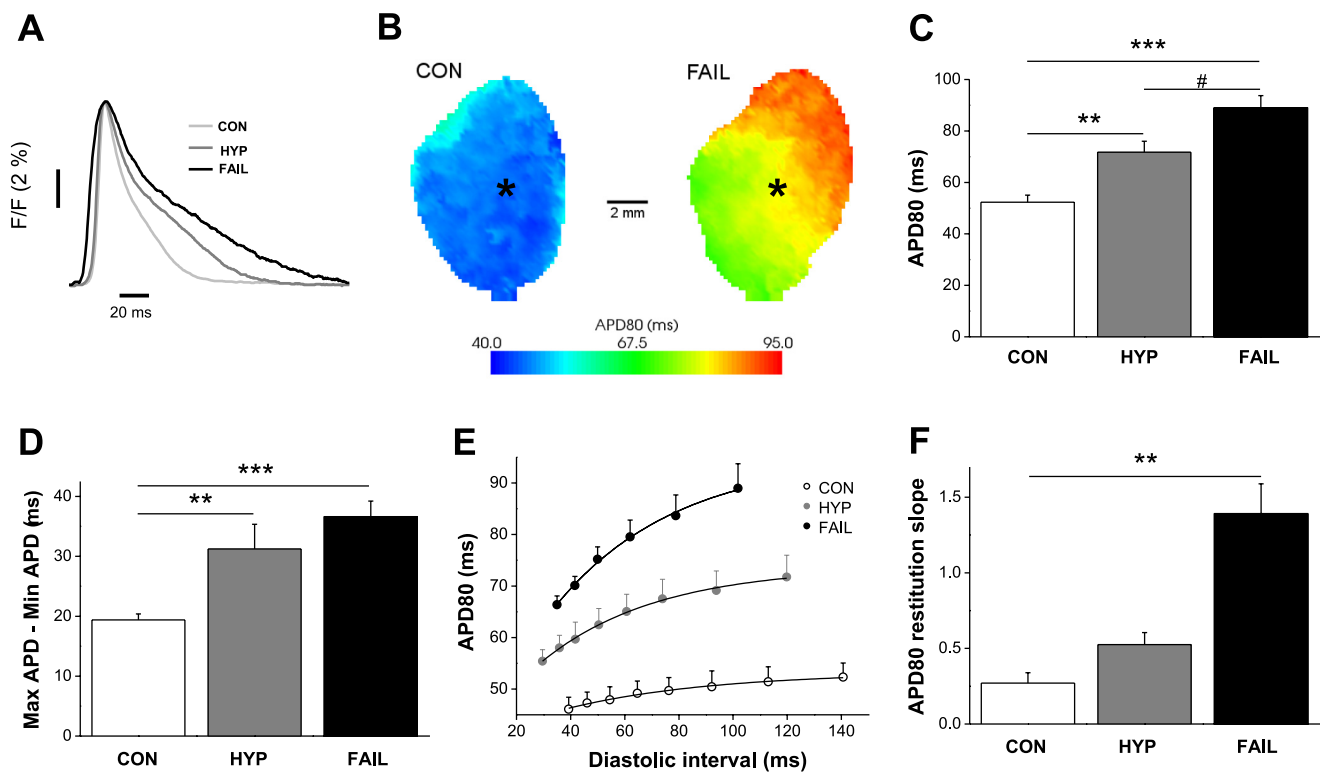 A
F/F (2 %)
CON
HYP
FAIL
20 ms
B
CON
FAIL
*
*
2 mm
APD80 (ms)
40.0 67.5 95.0
C
APD80 (ms)
100
80
60
40
20
0
***
#
**
CON HYP FAIL
D
Max APD - Min APD (ms)
40
30
20
10
0
***
**
CON HYP FAIL
E
APD80 (ms)
90
80
70
60
50
CON
HYP
FAIL
20 40 60 80 100 120 140
Diastolic interval (ms)
F
APD80 restitution slope
1.5
1.0
0.5
0.0
**
CON HYP FAIL